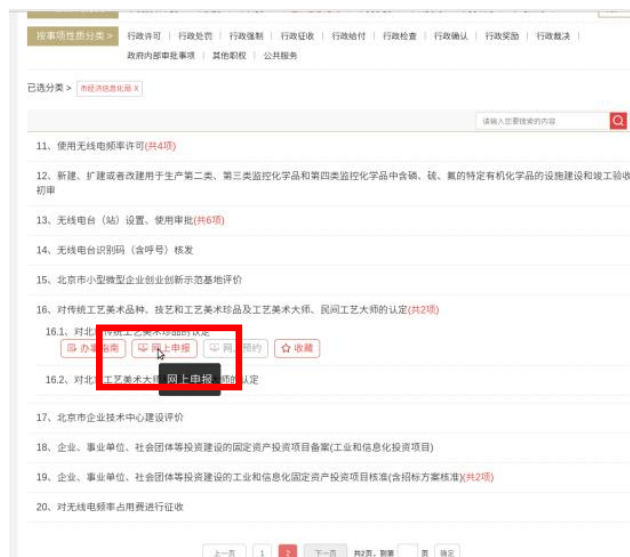 按事项性质分类 > 行政许可 | 行政处罚 | 行政强制 | 行政征收 | 行政给付 | 行政检查 | 行政确认 | 行政奖励 | 行政裁决 |
政府内部审批事项 | 其他职权 | 公共服务
已选分类 > 市经济信息化局 X
请输入您要搜索的内容
11、使用无线电频率许可(共4项)
12、新建、扩建或者改建用于生产第二类、第三类监控化学品和第四类监控化学品中含磷、硫、氟的特定有机化学品的设施建设和竣工验收
初审
13、无线电台（站）设置、使用审批(共6项)
14、无线电台识别码（含呼号）核发
15、北京市小型微型企业创业创新示范基地评价
16、对传统工艺美术品种、技艺和工艺美术珍品及工艺美术大师、民间工艺大师的认定(共2项)
16.1、对北京传统工艺美术珍品的认定
办事指南 网上申报 网上预约 收藏
16.2、对北 工艺美术大师 大师的认定
网上申报
17、北京市企业技术中心建设评价
18、企业、事业单位、社会团体等投资建设的固定资产投资项目备案(工业和信息化投资项目)
19、企业、事业单位、社会团体等投资建设的工业和信息化固定资产投资项目核准(含招标方案核准)(共2项)
20、对无线电频率占用费进行征收
上一页 1 2 下一页 共2页，到第 页 确定